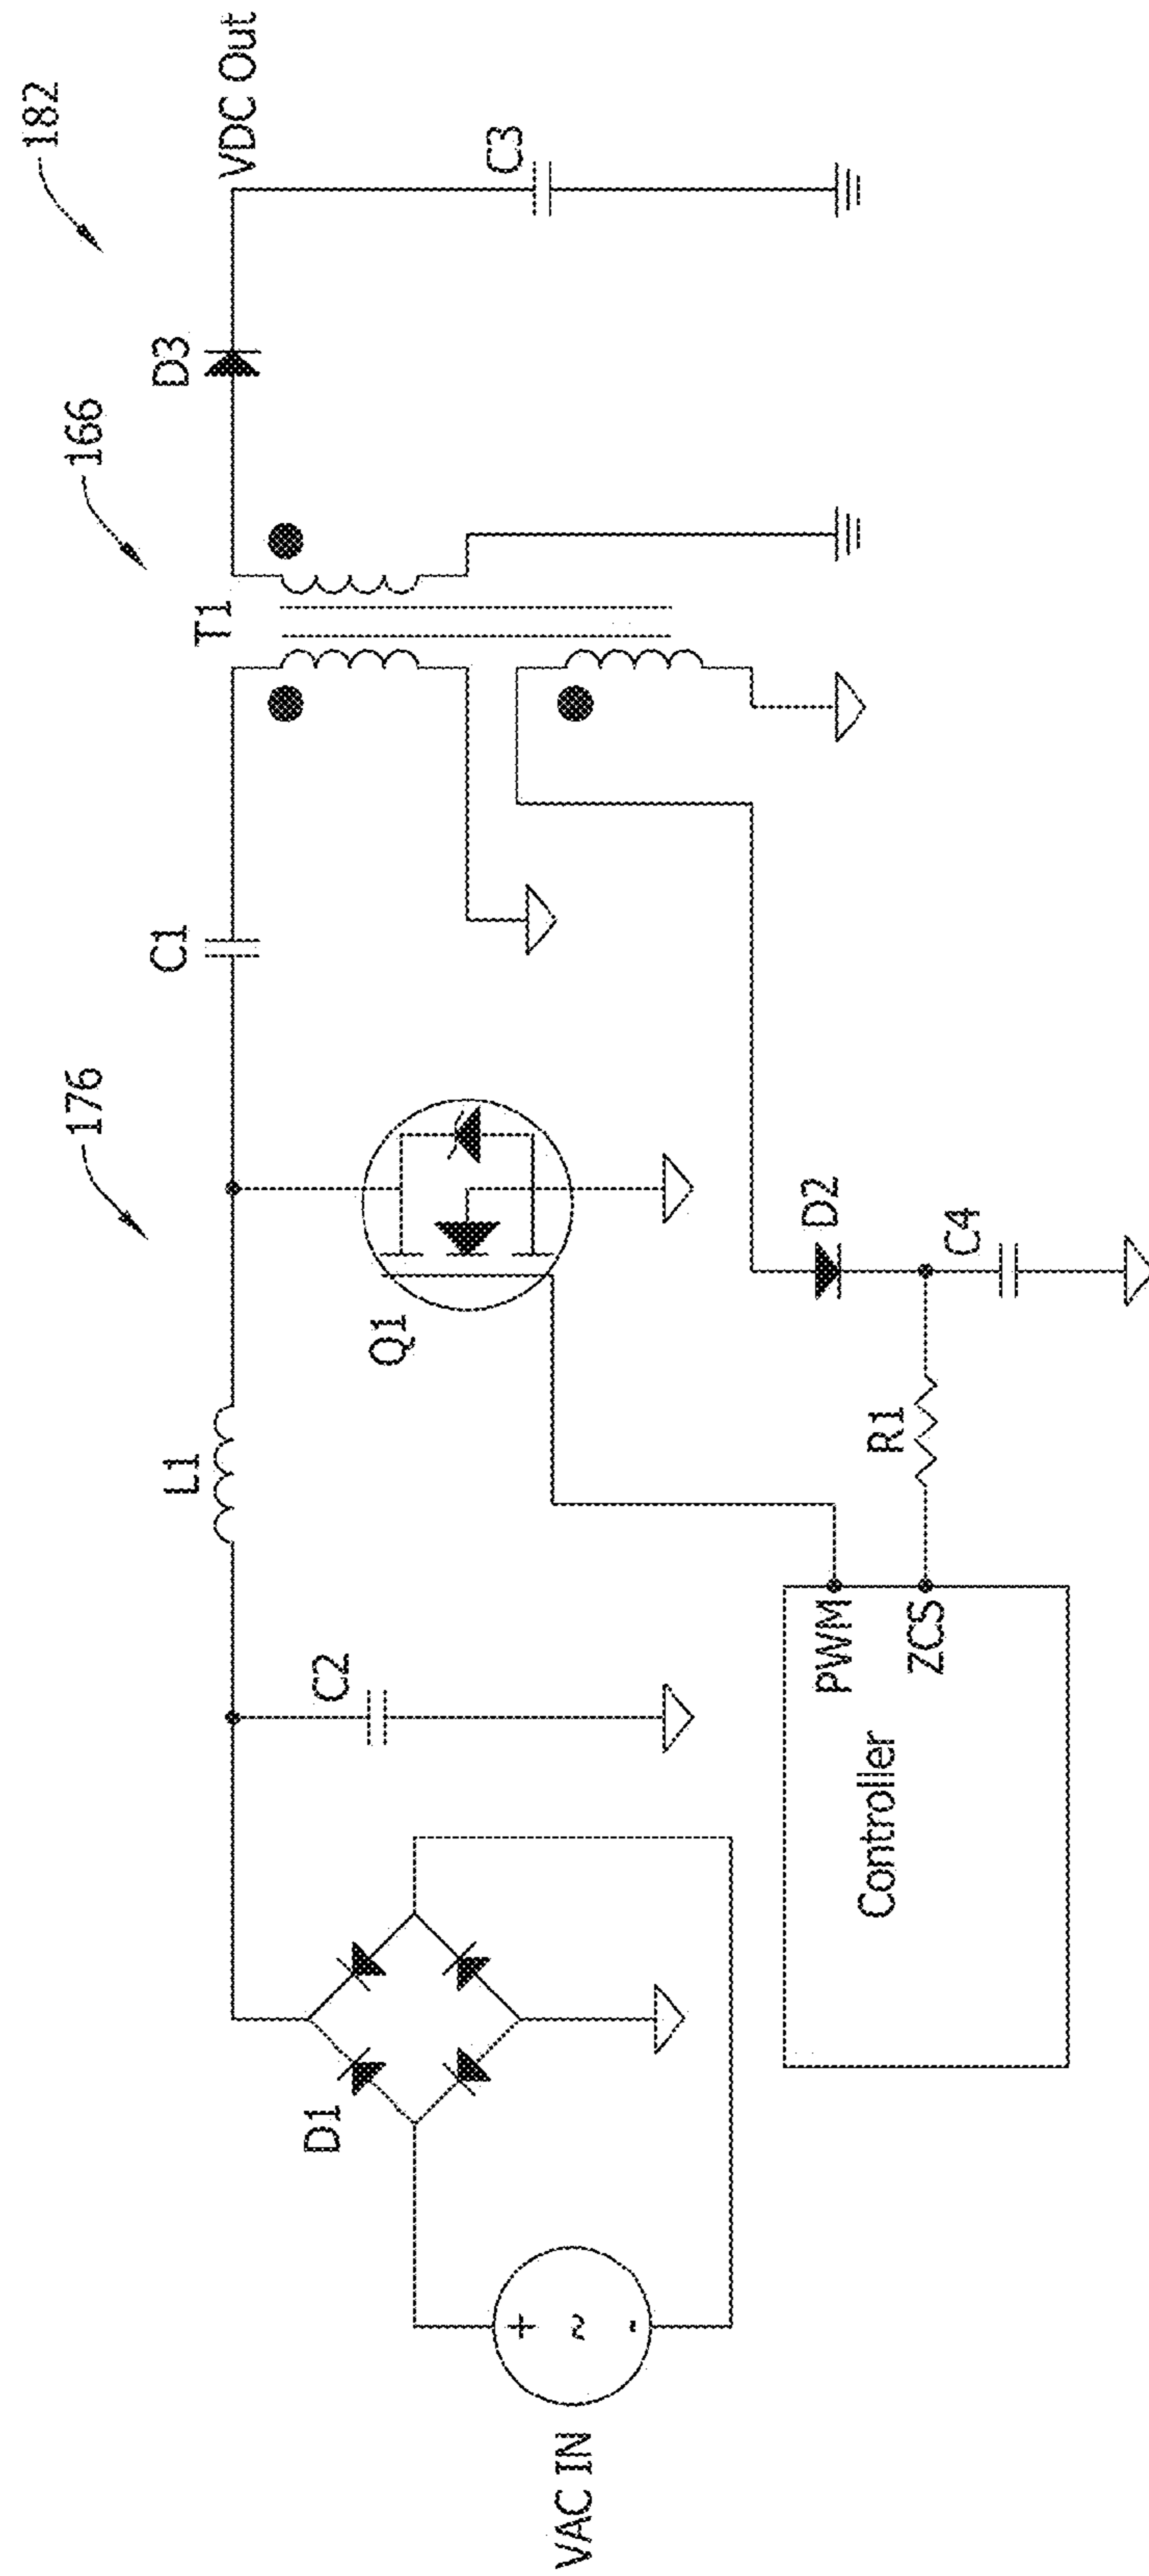 182
166
176
VDC Out
D3
T1
C1
L1
C3
Q1
C2
D1
+
~
-
VAC IN
D2
C4
R1
PWM
ZCS
Controller